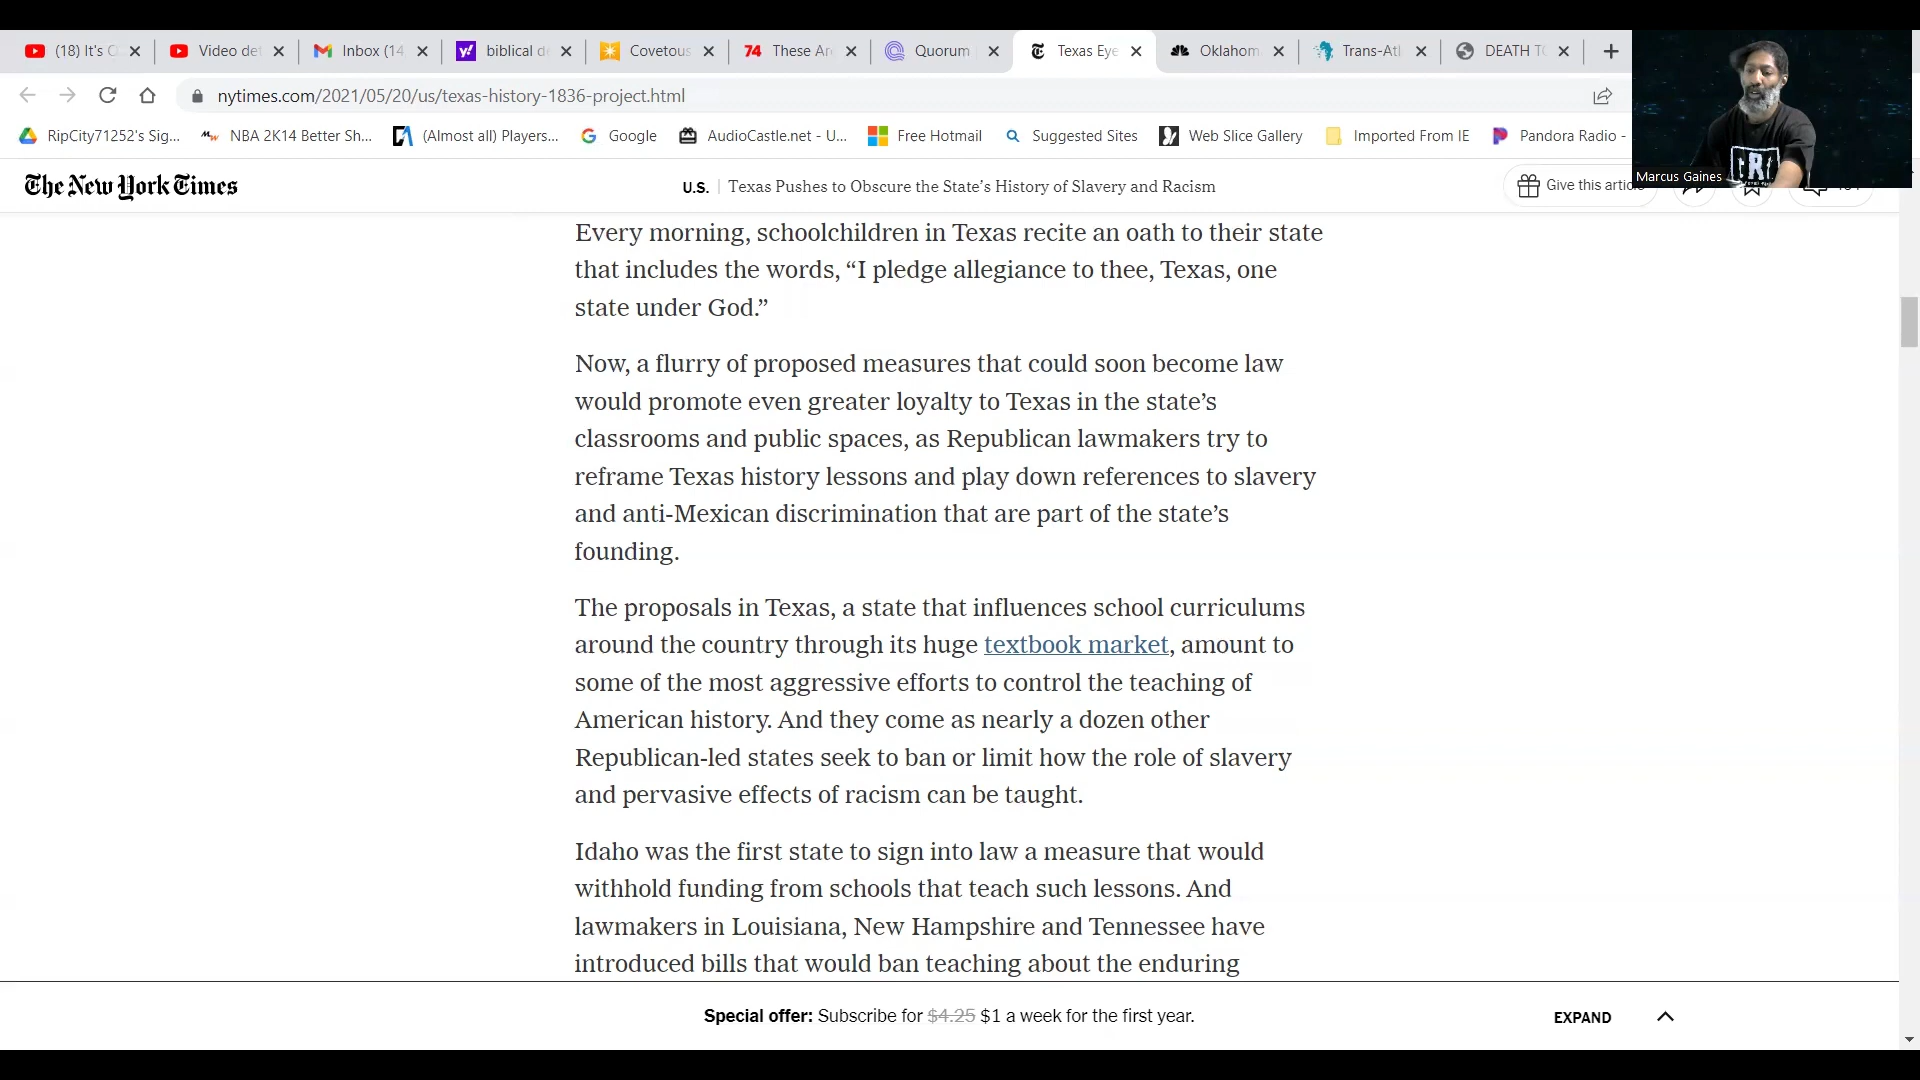 (18) It's C
Video det
Inbox (14
biblical de
Covetous
74 These Are
Quorum
Texas Eye
Oklahom
Trans-Atl
DEATH TO
nytimes.com/2021/05/20/us/texas-history-1836-project.html
RipCity71252's Sig...
NBA 2K14 Better Sh...
(Almost all) Players...
Google
AudioCastle.net - U...
Free Hotmail
Suggested Sites
Web Slice Gallery
Imported From IE
Pandora Radio -
Marcus Gaines
The New York Times
U.S. | Texas Pushes to Obscure the State’s History of Slavery and Racism
Give this article
Every morning, schoolchildren in Texas recite an oath to their state
that includes the words, “I pledge allegiance to thee, Texas, one
state under God.”
Now, a flurry of proposed measures that could soon become law
would promote even greater loyalty to Texas in the state’s
classrooms and public spaces, as Republican lawmakers try to
reframe Texas history lessons and play down references to slavery
and anti-Mexican discrimination that are part of the state’s
founding.
The proposals in Texas, a state that influences school curriculums
around the country through its huge textbook market, amount to
some of the most aggressive efforts to control the teaching of
American history. And they come as nearly a dozen other
Republican-led states seek to ban or limit how the role of slavery
and pervasive effects of racism can be taught.
Idaho was the first state to sign into law a measure that would
withhold funding from schools that teach such lessons. And
lawmakers in Louisiana, New Hampshire and Tennessee have
introduced bills that would ban teaching about the enduring
Special offer: Subscribe for $4.25 $1 a week for the first year.
EXPAND